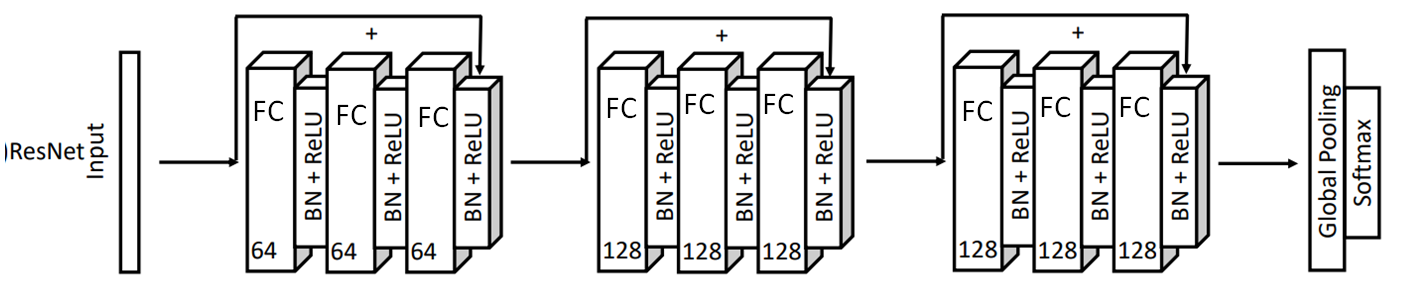 )ResNet
Input
+
FC
BN + ReLU
FC
BN + ReLU
FC
BN + ReLU
64
64
64
+
FC
BN + ReLU
FC
BN + ReLU
FC
BN + ReLU
128
128
128
+
FC
BN + ReLU
FC
BN + ReLU
FC
BN + ReLU
128
128
128
Global Pooling
Softmax